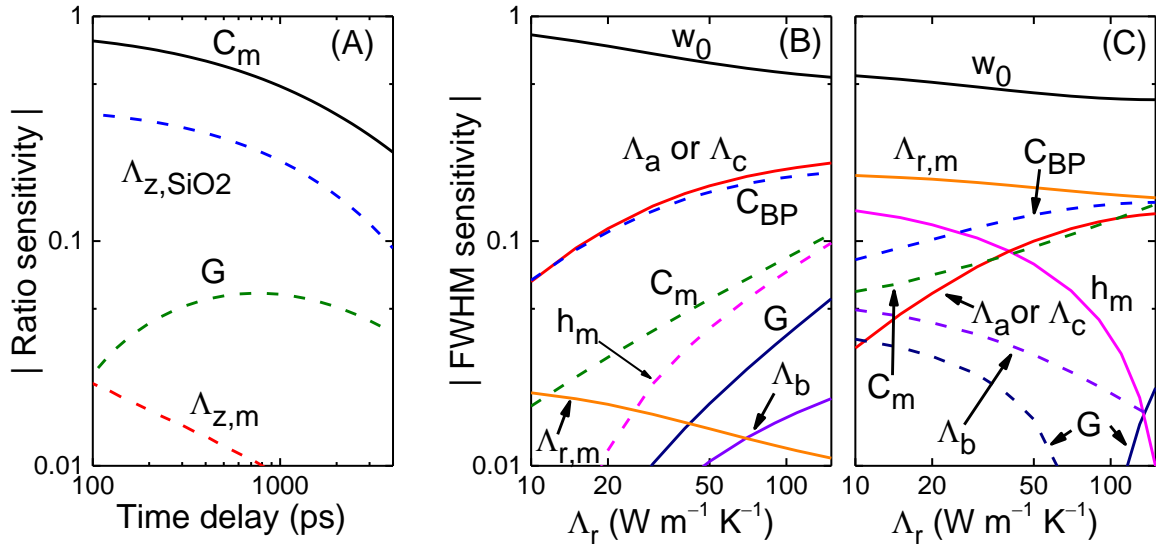 1
(A)
C_m
Λ_z,SiO2
G
Λ_z,m
0.1
0.01
| Ratio sensitivity |
100
1000
Time delay (ps)
1
(B)
w_0
Λ_a or Λ_c
C_BP
C_m
h_m
G
Λ_b
Λ_r,m
0.1
0.01
| FWHM sensitivity |
10
20
50
100
Λ_r (W m⁻¹ K⁻¹)
(C)
w_0
Λ_r,m
C_BP
h_m
Λ_a or Λ_c
C_m
Λ_b
G
10
20
50
100
Λ_r (W m⁻¹ K⁻¹)